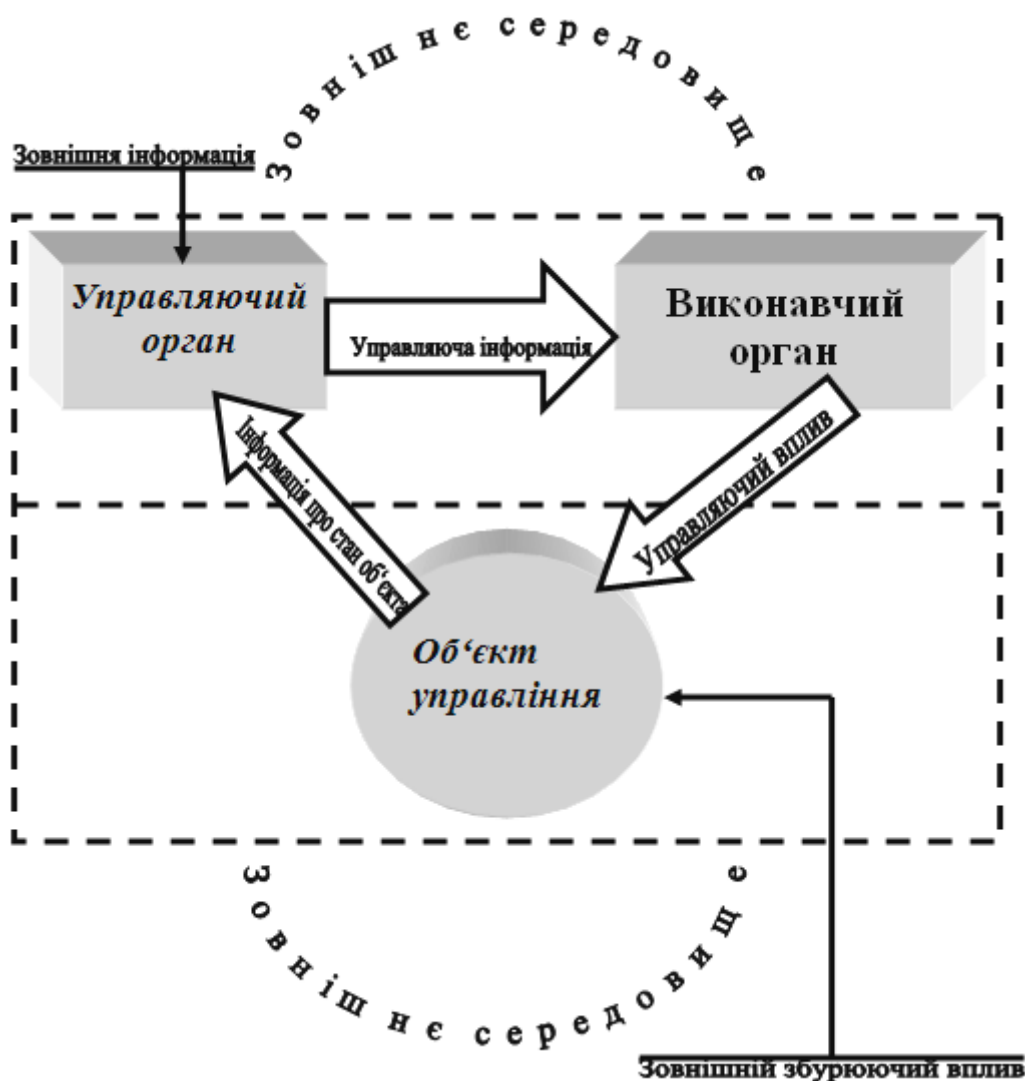 Зовнішнє середовище
Зовнішня інформація
Управляючий
орган
Управляюча інформація
Виконавчий
орган
Інформація про стан об‘єкта
Управляючий вплив
Об‘єкт
управління
Зовнішнє середовище
Зовнішній збурюючий вплив